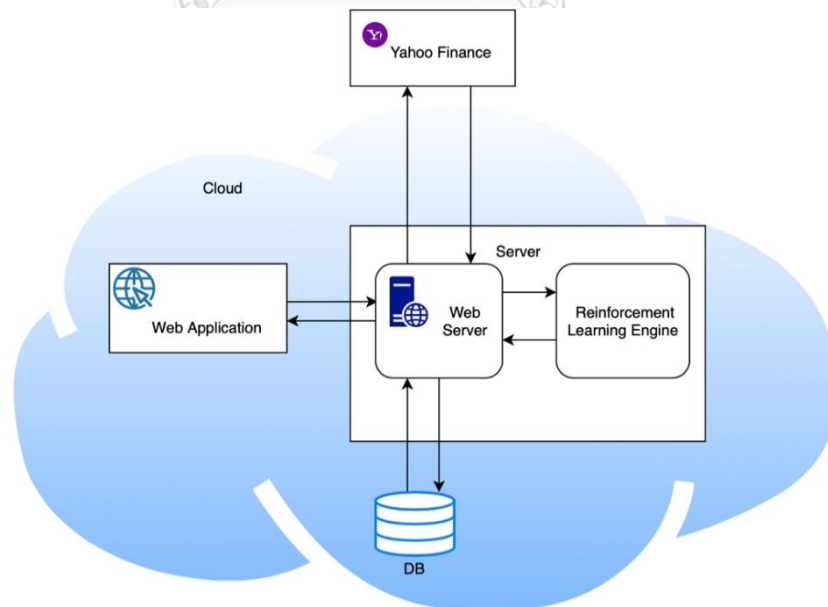 Y!
Yahoo Finance
Cloud
Server
Web Application
Web
Server
Reinforcement
Learning Engine
DB